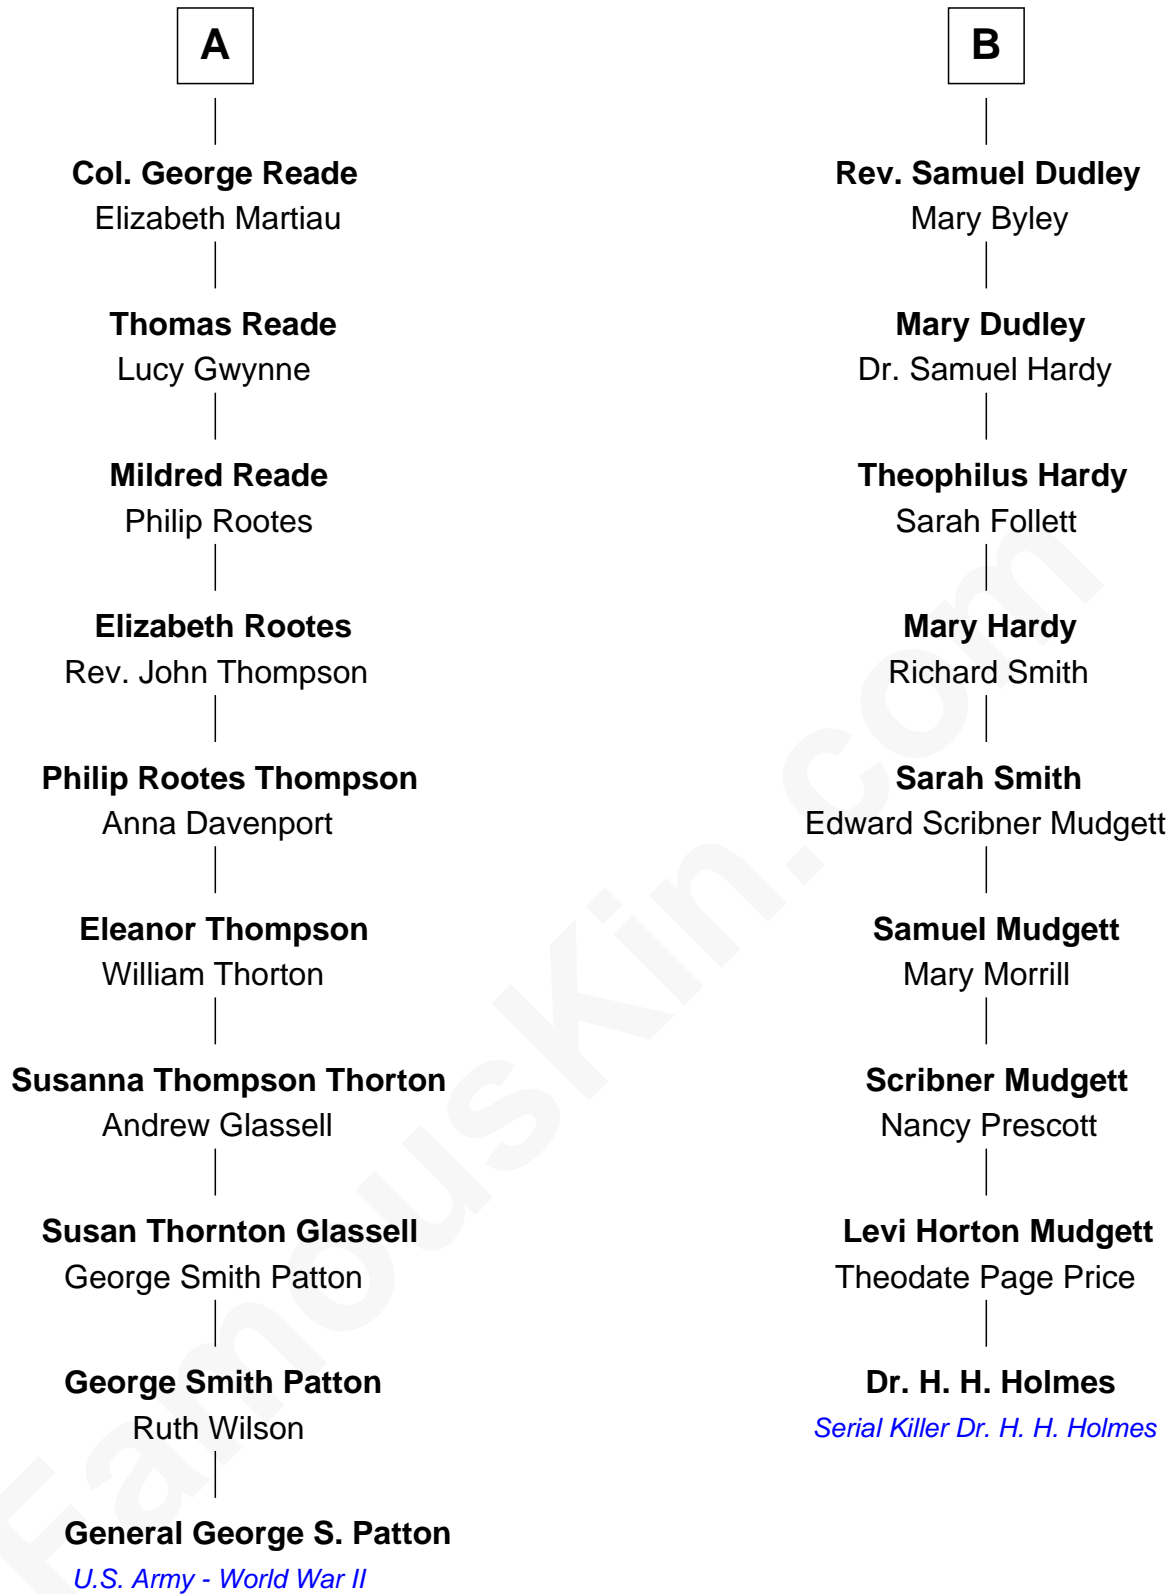 A
Col. George Reade
Elizabeth Martiau
Thomas Reade
Lucy Gwynne
Mildred Reade
Philip Rootes
Elizabeth Rootes
Rev. John Thompson
Philip Rootes Thompson
Anna Davenport
Eleanor Thompson
William Thorton
Susanna Thompson Thorton
Andrew Glassell
Susan Thornton Glassell
George Smith Patton
George Smith Patton
Ruth Wilson
General George S. Patton
U.S. Army - World War II
B
Rev. Samuel Dudley
Mary Byley
Mary Dudley
Dr. Samuel Hardy
Theophilus Hardy
Sarah Follett
Mary Hardy
Richard Smith
Sarah Smith
Edward Scribner Mudgett
Samuel Mudgett
Mary Morrill
Scribner Mudgett
Nancy Prescott
Levi Horton Mudgett
Theodate Page Price
Dr. H. H. Holmes
Serial Killer Dr. H. H. Holmes
FamousKin.com